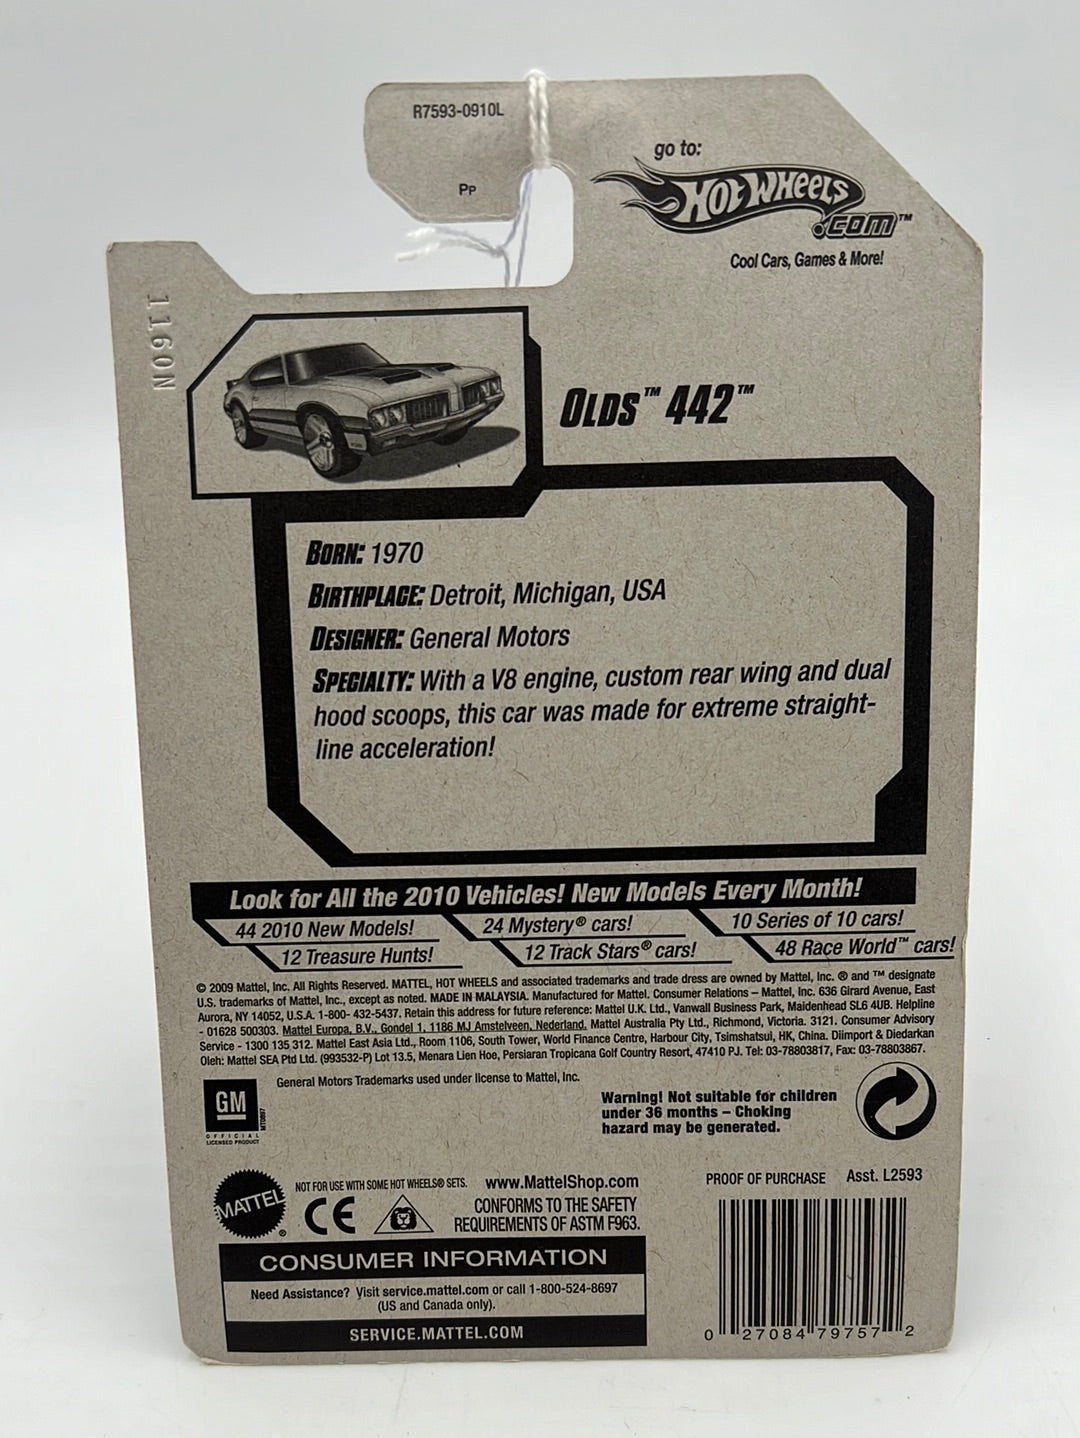 R7593-0910L
Pp
go to:
HOT WHEELS
.COM™
Cool Cars, Games & More!
1160N
OLDS™ 442™
BORN: 1970
BIRTHPLACE: Detroit, Michigan, USA
DESIGNER: General Motors
SPECIALTY: With a V8 engine, custom rear wing and dual
hood scoops, this car was made for extreme straight-
line acceleration!
Look for All the 2010 Vehicles! New Models Every Month!
44 2010 New Models!
24 Mystery® cars!
10 Series of 10 cars!
12 Treasure Hunts!
12 Track Stars® cars!
48 Race World™ cars!
© 2009 Mattel, Inc. All Rights Reserved. MATTEL, HOT WHEELS and associated trademarks and trade dress are owned by Mattel, Inc. ® and ™ designate
U.S. trademarks of Mattel, Inc., except as noted. MADE IN MALAYSIA. Manufactured for Mattel. Consumer Relations – Mattel, Inc. 636 Girard Avenue, East
Aurora, NY 14052, U.S.A. 1-800- 432-5437. Retain this address for future reference: Mattel U.K. Ltd., Vanwall Business Park, Maidenhead SL6 4UB. Helpline
- 01628 500303. Mattel Europa, B.V., Gondel 1, 1186 MJ Amstelveen, Nederland. Mattel Australia Pty Ltd., Richmond, Victoria. 3121. Consumer Advisory
Service - 1300 135 312. Mattel East Asia Ltd., Room 1106, South Tower, World Finance Centre, Harbour City, Tsimshatsui, HK, China. Diimport & Diedarkan
Oleh: Mattel SEA Ptd Ltd. (993532-P) Lot 13.5, Menara Lien Hoe, Persiaran Tropicana Golf Country Resort, 47410 PJ. Tel: 03-78803817, Fax: 03-78803867.
General Motors Trademarks used under license to Mattel, Inc.
GM
OFFICIAL
LICENSED PRODUCT
Warning! Not suitable for children
under 36 months – Choking
hazard may be generated.
MATTEL®
NOT FOR USE WITH SOME HOT WHEELS® SETS.
CE
www.MattelShop.com
CONFORMS TO THE SAFETY
REQUIREMENTS OF ASTM F963.
PROOF OF PURCHASE
Asst. L2593
CONSUMER INFORMATION
Need Assistance? Visit service.mattel.com or call 1-800-524-8697
(US and Canada only).
SERVICE.MATTEL.COM
0 27084 79757 2